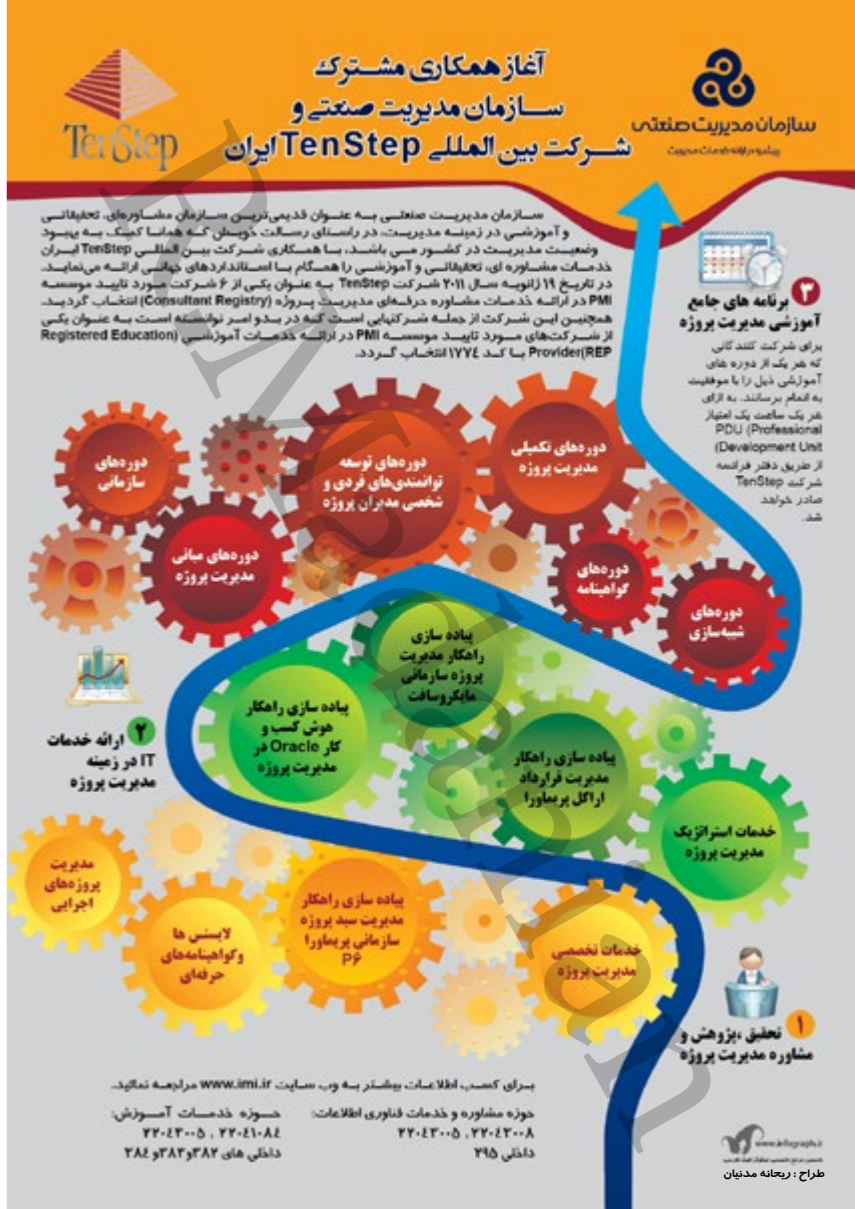 آغاز همکاری مشترک
سازمان مدیریت صنعتی و
شرکت بین المللی TenStep ایران
TenStep
سازمان مدیریت صنعتی
پیشرو در ارائه خدمات مدیریت
سازمان مدیریت صنعتی به عنوان قدیمی‌ترین سازمان مشاوره‌ای، تحقیقاتی
و آموزشی در زمینه مدیریت، در راستای رسالت خویش که همانا کمک به بهبود
وضعیت مدیریت در کشور می باشد، با همکاری شرکت بین المللی TenStep ایران
خدمات مشاوره ای، تحقیقاتی و آموزشی را همگام با استانداردهای جهانی ارائه می‌نماید.
در تاریخ ۱۹ ژانویه سال ۲۰۱۱ شرکت TenStep به عنوان یکی از ۶ شرکت مورد تایید موسسه
PMI در ارائه خدمات مشاوره حرفه‌ای مدیریت پروژه (Consultant Registry) انتخاب گردید.
همچنین این شرکت از جمله شرکتهایی است که در بدو امر توانسته است به عنوان یکی
از شرکت‌های مورد تایید موسسه PMI در ارائه خدمات آموزشی (Registered Education
Provider(REP با کد ۱۷۷۴ انتخاب گردد.
۳ برنامه های جامع
آموزشی مدیریت پروژه
برای شرکت کنندگانی
که هر یک از دوره های
آموزشی ذیل را با موفقیت
به اتمام برسانند، به ازای
هر یک ساعت یک امتیاز
PDU (Professional
(Development Unit
از طریق دفتر فرانسه
شرکت TenStep
صادر خواهد
شد.
دوره‌های تکمیلی
مدیریت پروژه
دوره‌های توسعه
توانمندی‌های فردی و
شخصی مدیران پروژه
دوره‌های
سازمانی
دوره‌های مبانی
مدیریت پروژه
دوره‌های
گواهینامه
دوره‌های
شبیه‌سازی
پیاده سازی
راهکار مدیریت
پروژه سازمانی
مایکروسافت
پیاده سازی راهکار
هوش کسب و
کار Oracle در
مدیریت پروژه
۲ ارائه خدمات
IT در زمینه
مدیریت پروژه
پیاده سازی راهکار
مدیریت قرارداد
اراکل پریماورا
خدمات استراتژیک
مدیریت پروژه
مدیریت
پروژه‌های
اجرایی
لایسنس ها
وگواهینامه‌های
حرفه‌ای
پیاده سازی راهکار
مدیریت سبد پروژه
سازمانی پریماورا
P۶
خدمات تخصصی
مدیریت پروژه
۱ تحقیق ،پژوهش و
مشاوره مدیریت پروژه
برای کسب اطلاعات بیشتر به وب سایت www.imi.ir مراجعه نمائید.
حوزه مشاوره و خدمات فناوری اطلاعات:
۲۲۰۴۳۰۰۵ , ۲۲۰۴۳۰۰۸
داخلی ۲۹۵
حوزه خدمات آموزش:
۲۲۰۴۳۰۰۵ , ۲۲۰۴۱۰۸۴
داخلی های ۳۸۲و۳۸۳و ۲۸۴
www.infograph.ir
طراح : ریحانه مدنیان
R.Madenian